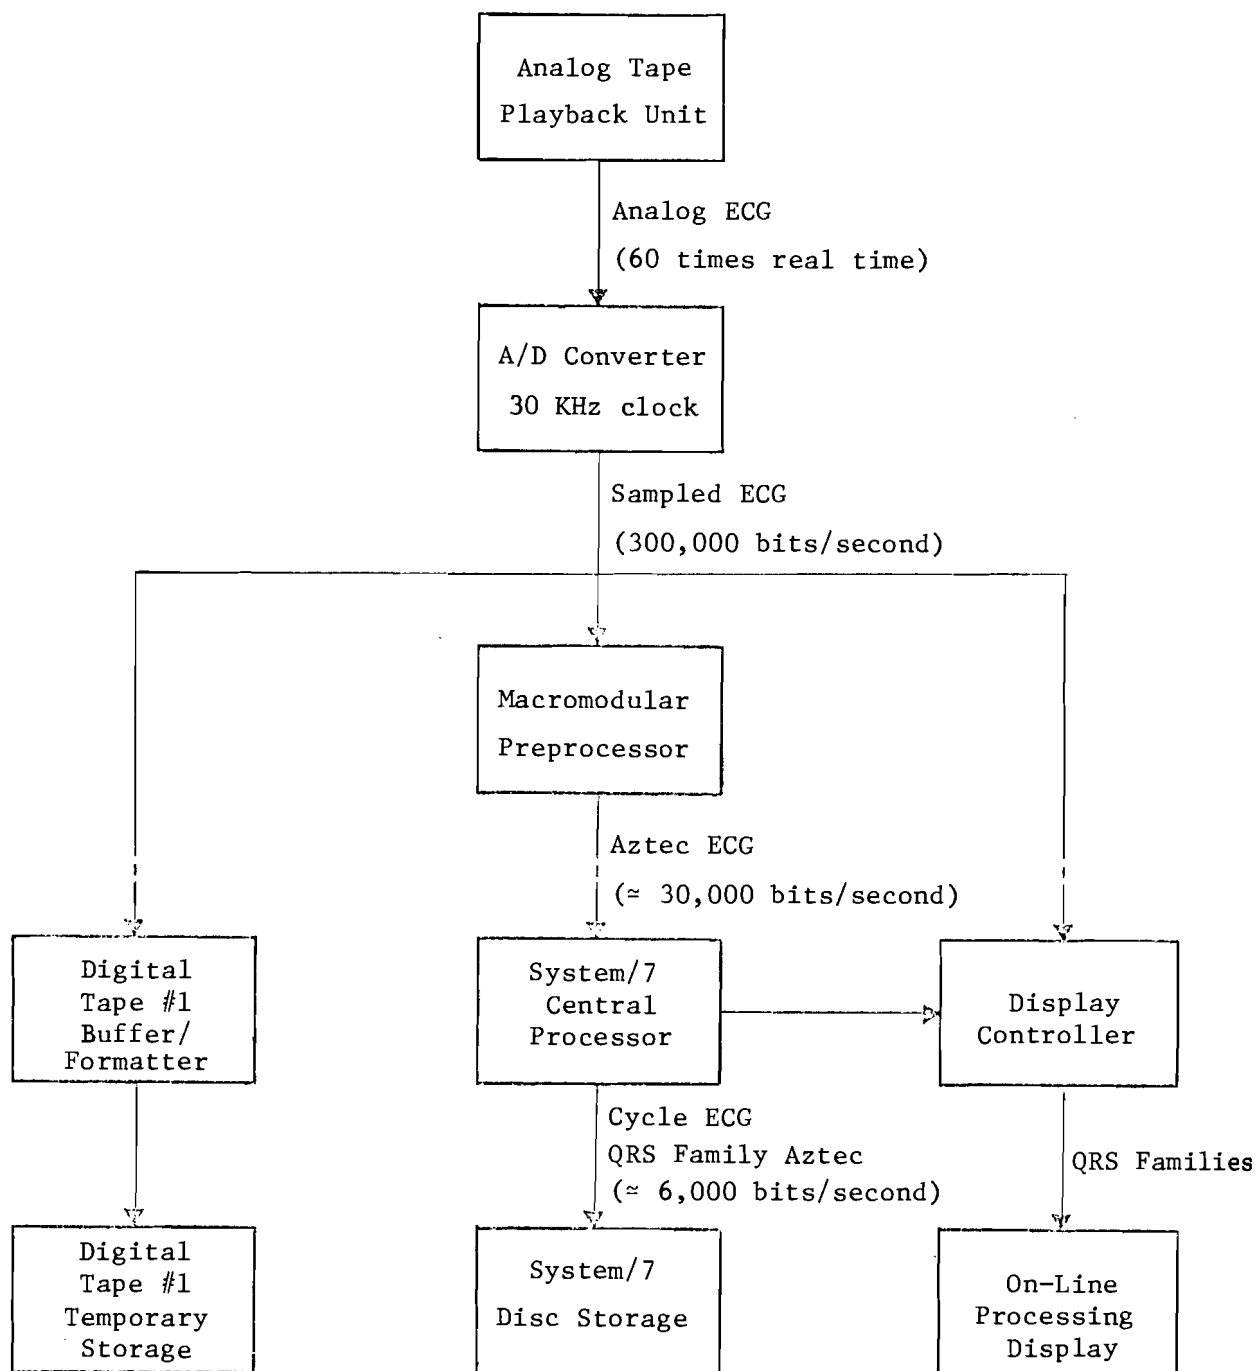 Analog Tape
Playback Unit
Analog ECG
(60 times real time)
A/D Converter
30 KHz clock
Sampled ECG
(300,000 bits/second)
Macromodular
Preprocessor
Aztec ECG
(≃ 30,000 bits/second)
Digital
Tape #1
Buffer/
Formatter
System/7
Central
Processor
Display
Controller
Cycle ECG
QRS Family Aztec
(≃ 6,000 bits/second)
QRS Families
Digital
Tape #1
Temporary
Storage
System/7
Disc Storage
On-Line
Processing
Display